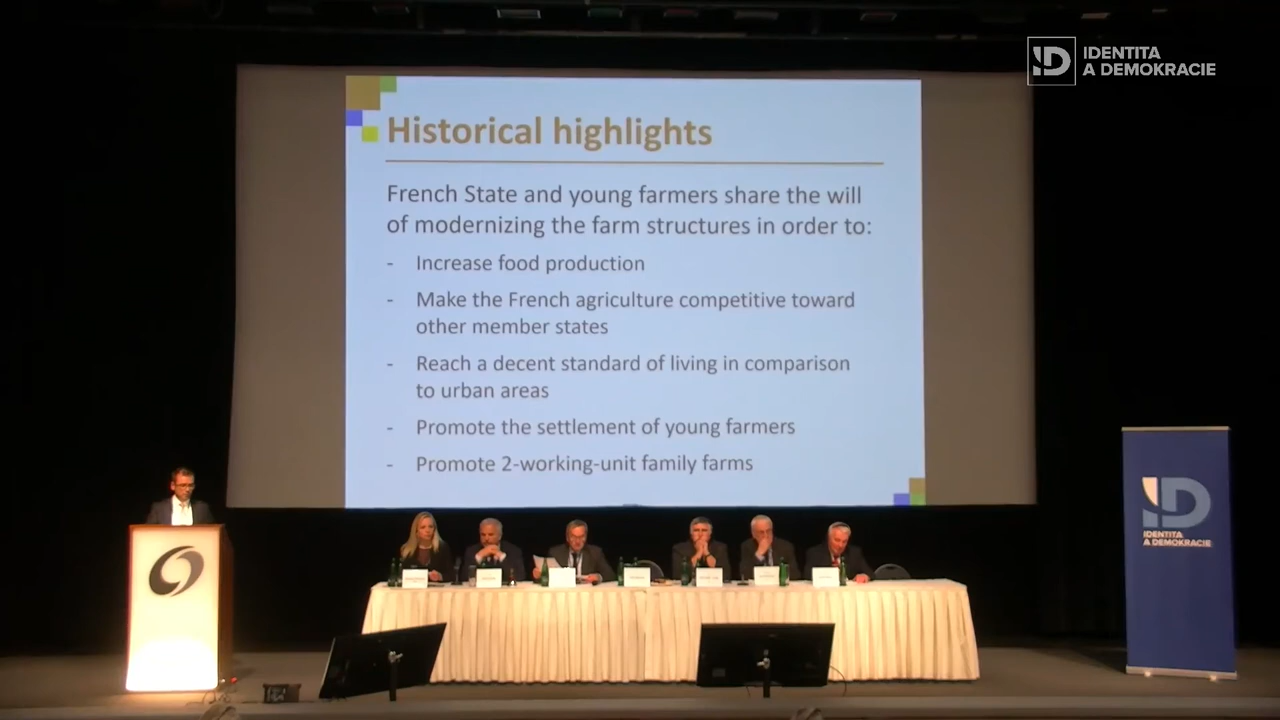 ID IDENTITA
A DEMOKRACIE
Historical highlights
French State and young farmers share the will
of modernizing the farm structures in order to:
- Increase food production
- Make the French agriculture competitive toward
other member states
- Reach a decent standard of living in comparison
to urban areas
- Promote the settlement of young farmers
- Promote 2-working-unit family farms
ID
IDENTITA
A DEMOKRACIE